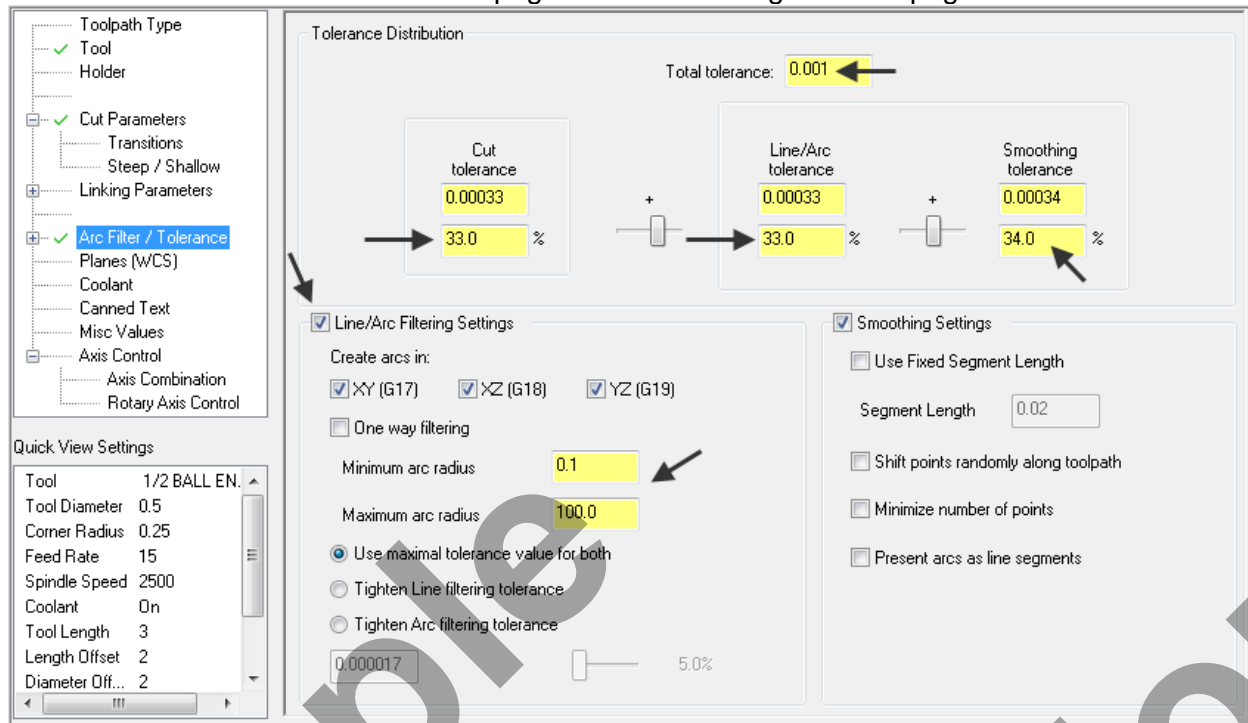 Toolpath Type
Tool
Holder
Cut Parameters
Transitions
Steep / Shallow
Linking Parameters
Arc Filter / Tolerance
Planes (WCS)
Coolant
Canned Text
Misc Values
Axis Control
Axis Combination
Rotary Axis Control
Quick View Settings
Tool 1/2 BALL EN.
Tool Diameter 0.5
Corner Radius 0.25
Feed Rate 15
Spindle Speed 2500
Coolant On
Tool Length 3
Length Offset 2
Diameter Off... 2
Tolerance Distribution
Total tolerance: 0.001
Cut
tolerance
0.00033
33.0 %
+
Line/Arc
tolerance
0.00033
33.0 %
+
Smoothing
tolerance
0.00034
34.0 %
Line/Arc Filtering Settings
Create arcs in:
XY (G17) XZ (G18) YZ (G19)
One way filtering
Minimum arc radius 0.1
Maximum arc radius 100.0
Use maximal tolerance value for both
Tighten Line filtering tolerance
Tighten Arc filtering tolerance
0.000017 5.0%
Smoothing Settings
Use Fixed Segment Length
Segment Length 0.02
Shift points randomly along toolpath
Minimize number of points
Present arcs as line segments